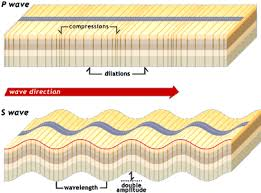 P wave
compressions
dilations
wave direction
S wave
wavelength
double
amplitude